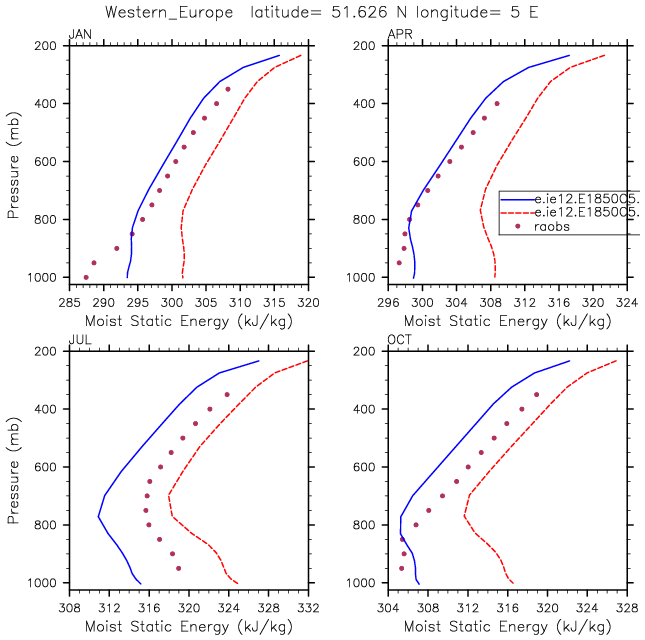 Western_Europe latitude= 51.626 N longitude= 5 E
JAN
APR
200
400
600
800
1000
Pressure (mb)
285 290 295 300 305 310 315 320
Moist Static Energy (kJ/kg)
200
400
600
800
1000
296 300 304 308 312 316 320 324
Moist Static Energy (kJ/kg)
e.ie12.E1850C5.
e.ie12.E1850C5.
raobs
JUL
OCT
200
400
600
800
1000
Pressure (mb)
308 312 316 320 324 328 332
Moist Static Energy (kJ/kg)
200
400
600
800
1000
304 308 312 316 320 324 328
Moist Static Energy (kJ/kg)